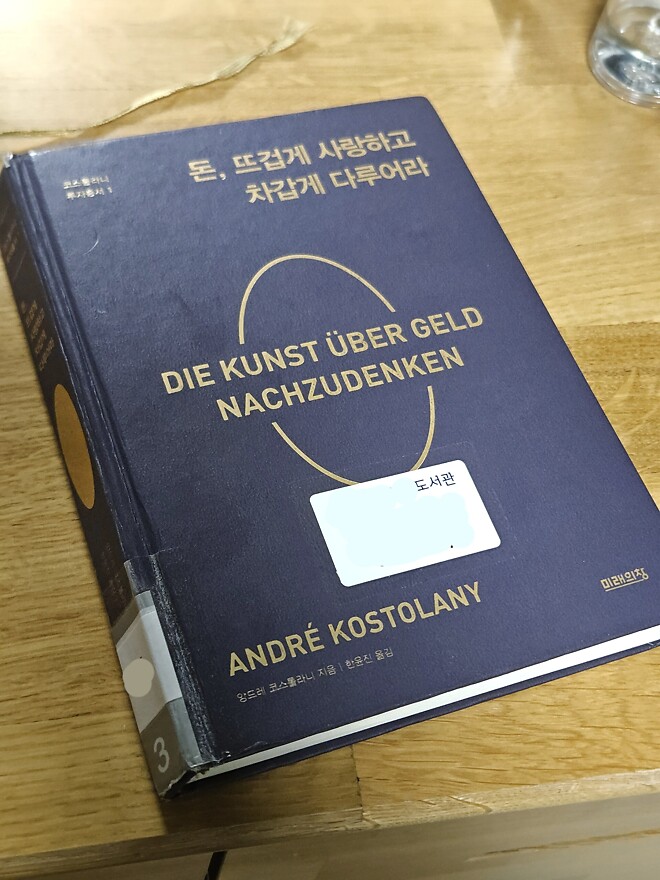 코스톨라니
투자총서 1
돈, 뜨겁게 사랑하고
차갑게 다루어라
DIE KUNST ÜBER GELD
NACHZUDENKEN
도서관
미래의창
ANDRÉ KOSTOLANY
앙드레 코스톨라니 지음 | 한윤진 옮김
3